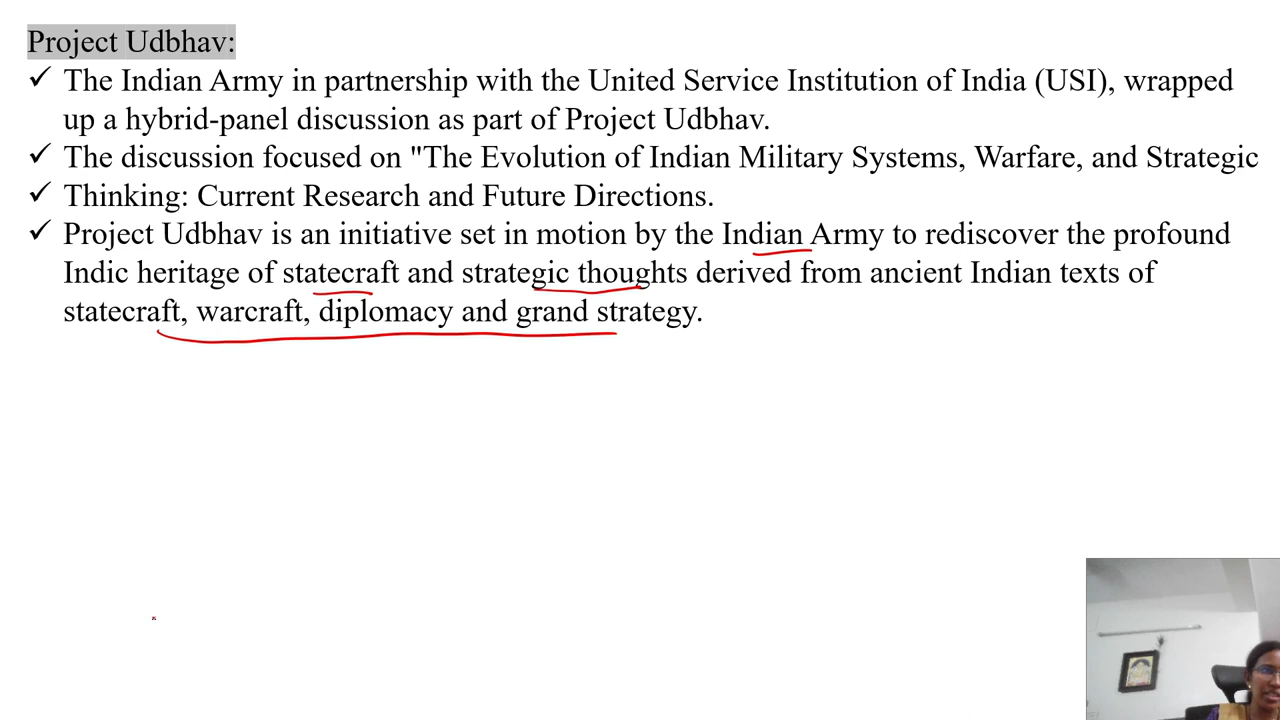 Project Udbhav:
✓ The Indian Army in partnership with the United Service Institution of India (USI), wrapped
up a hybrid-panel discussion as part of Project Udbhav.
✓ The discussion focused on "The Evolution of Indian Military Systems, Warfare, and Strategic
✓ Thinking: Current Research and Future Directions.
✓ Project Udbhav is an initiative set in motion by the Indian Army to rediscover the profound
Indic heritage of statecraft and strategic thoughts derived from ancient Indian texts of
statecraft, warcraft, diplomacy and grand strategy.